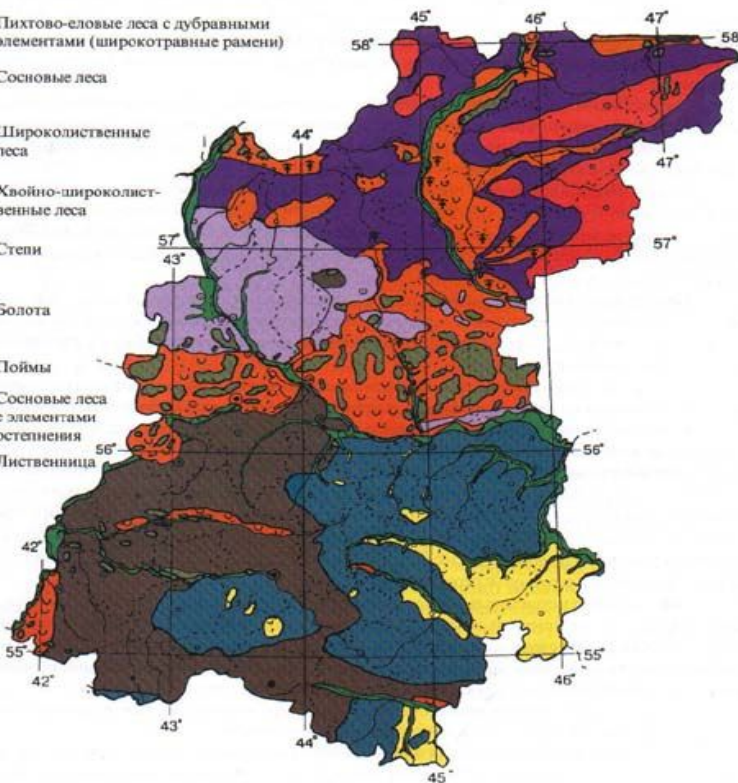 Пихтово-еловые леса с дубравными
элементами (широкотравные рамени)
Сосновые леса
Широколиственные
леса
Хвойно-широколист-
венные леса
Степи
Болота
Поймы
Сосновые леса
с элементами
остепнения
Лиственница
45°
46°
47°
58°
58
44°
47°
57°
43°
57°
56°
56°
42°
55°
42°
55°
46°
43°
44°
45